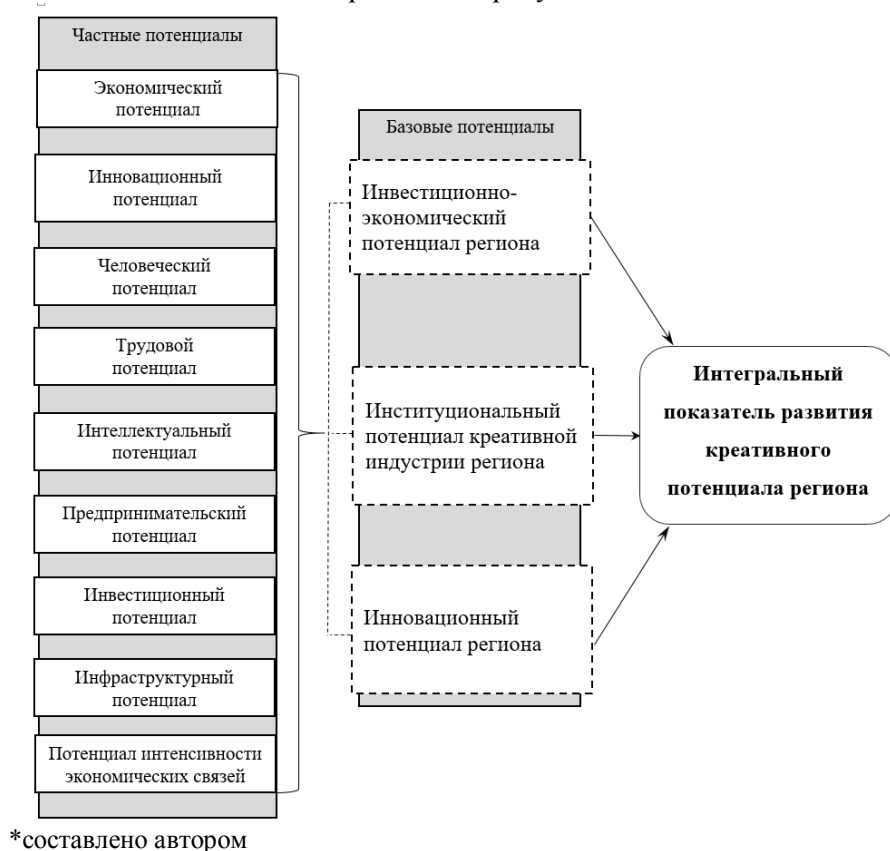 Частные потенциалы
Экономический
потенциал
Инновационный
потенциал
Человеческий
потенциал
Трудовой
потенциал
Интеллектуальный
потенциал
Предпринимательский
потенциал
Инвестиционный
потенциал
Инфраструктурный
потенциал
Потенциал интенсивности
экономических связей
Базовые потенциалы
Инвестиционно-
экономический
потенциал региона
Институциональный
потенциал креативной
индустрии региона
Инновационный
потенциал региона
Интегральный
показатель развития
креативного
потенциала региона
*составлено автором